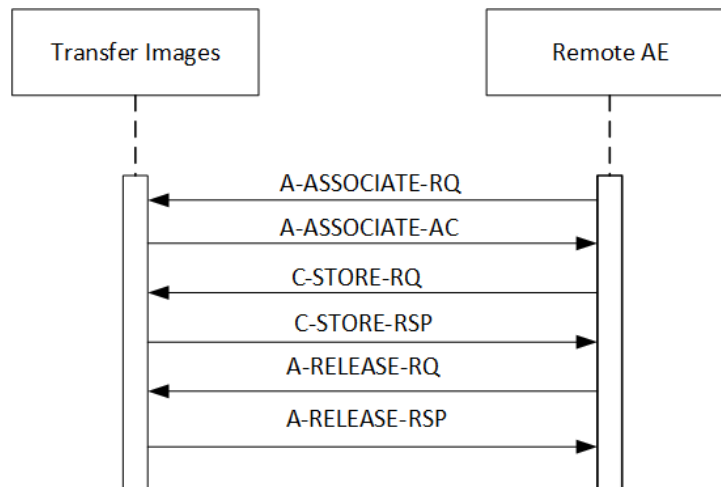 Transfer Images
Remote AE
A-ASSOCIATE-RQ
A-ASSOCIATE-AC
C-STORE-RQ
C-STORE-RSP
A-RELEASE-RQ
A-RELEASE-RSP